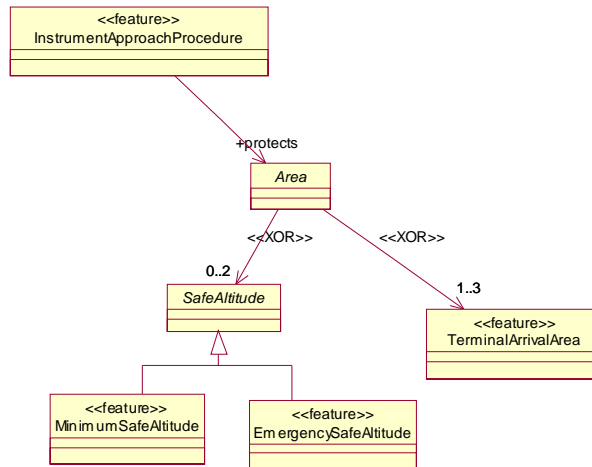 <<feature>>
InstrumentApproachProcedure
+protects
Area
<<XOR>>
<<XOR>>
0..2
1..3
SafeAltitude
<<feature>>
TerminalArrivalArea
<<feature>>
MinimumSafeAltitude
<<feature>>
EmergencySafeAltitude